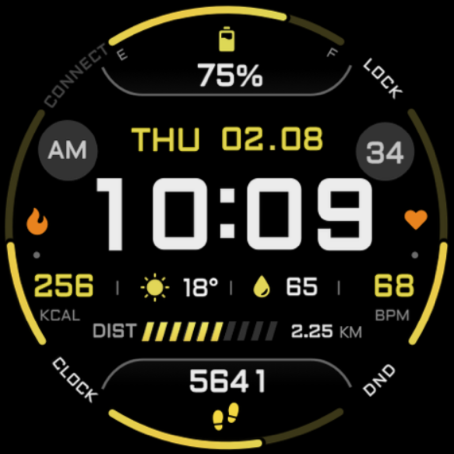 E F
CONNECT
LOCK
75%
AM
THU 02.08
34
10:09
256
KCAL
18°
65
68
BPM
DIST
2.25 KM
CLOCK
5641
DND